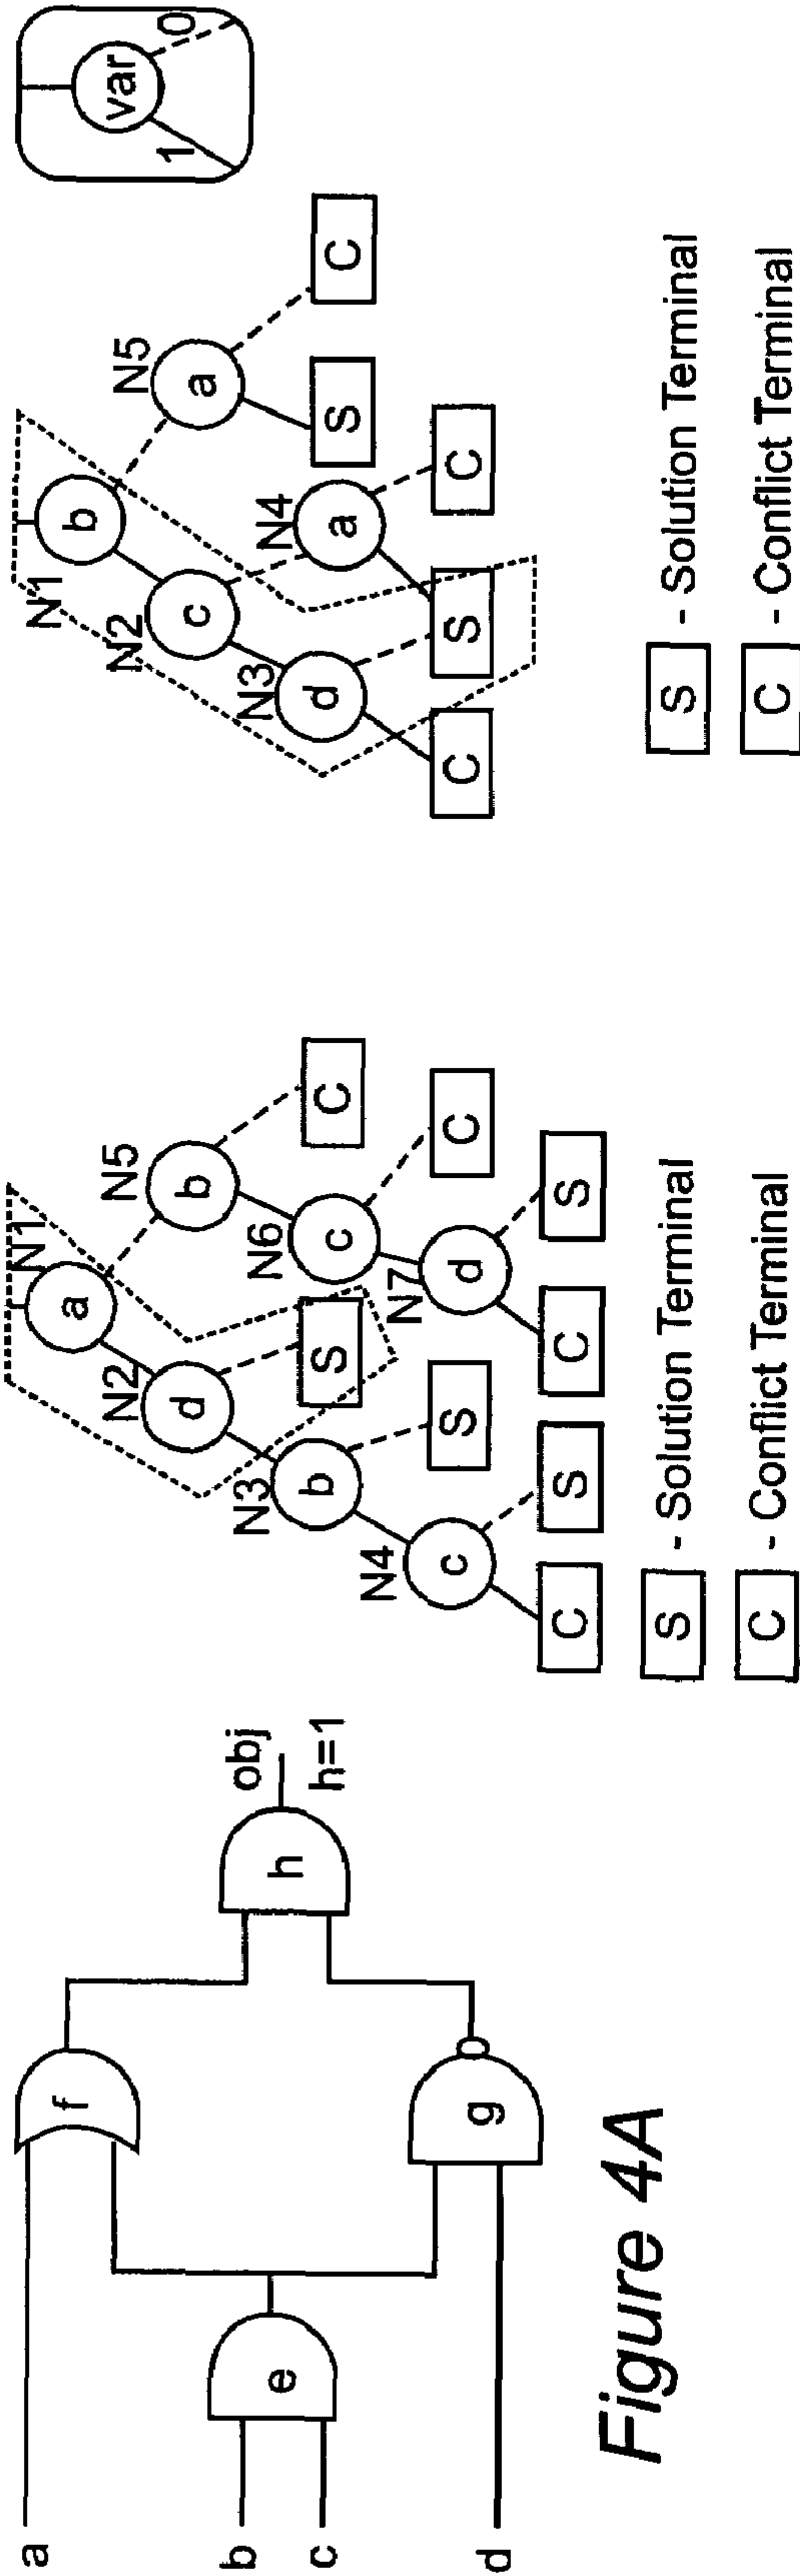 a
b
c
d
e
f
g
h
obj
h=1
Figure 4A
N1
a
N2
d
N3
b
N4
c
C
S
S
S
N5
b
C
N6
c
C
N7
d
C
S
S - Solution Terminal
C - Conflict Terminal
N1
b
N2
c
N3
d
C
S
N4
a
C
N5
a
S
C
S - Solution Terminal
C - Conflict Terminal
var
1
0